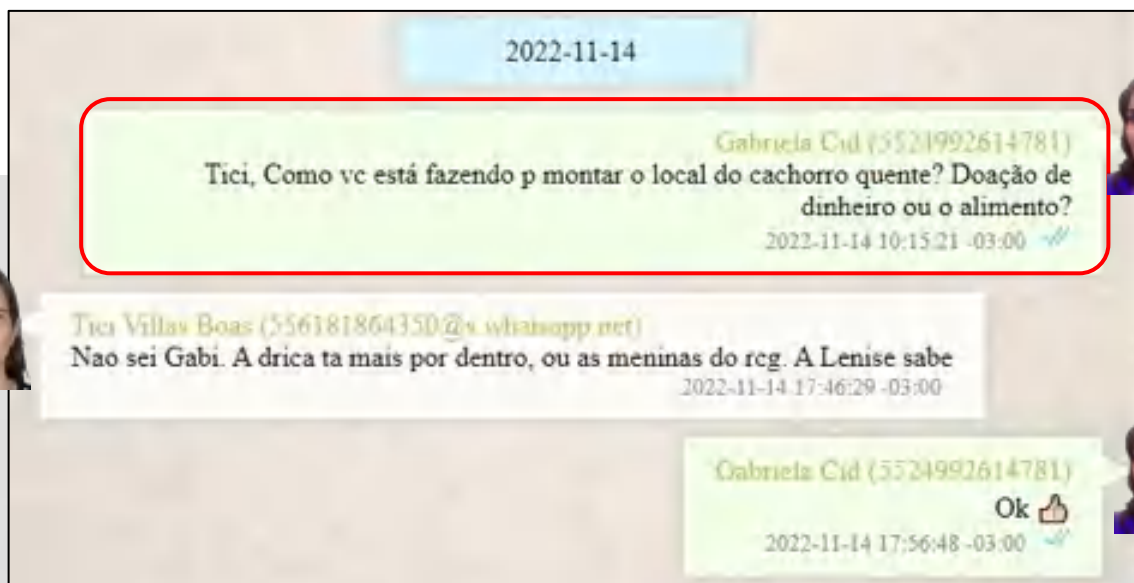 2022-11-14
Gabriela Cid (5524992614781)
Tici, Como vc está fazendo p montar o local do cachorro quente? Doação de
dinheiro ou o alimento?
2022-11-14 10:15:21 -03:00
Tici Villas Boas (556181864350@s.whatsapp.net)
Nao sei Gabi. A drica ta mais por dentro, ou as meninas do rcg. A Lenise sabe
2022-11-14 17:46:29 -03:00
Gabriela Cid (5524992614781)
Ok 👍
2022-11-14 17:56:48 -03:00